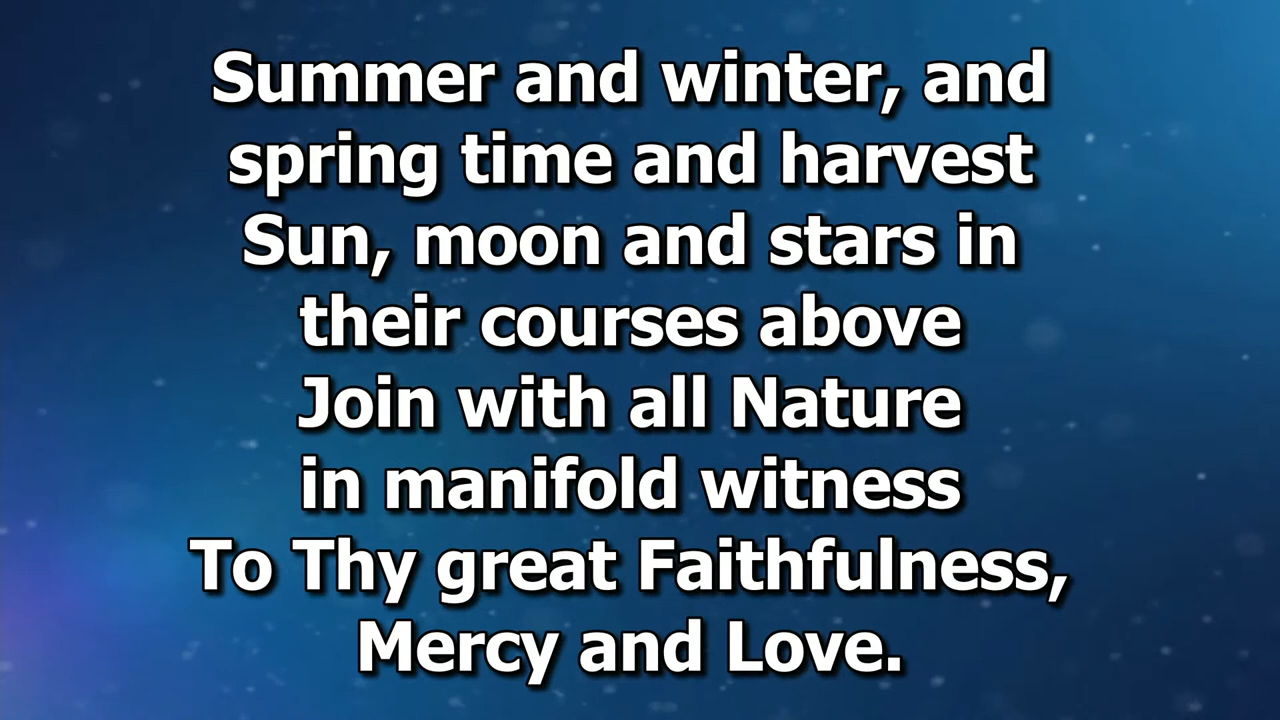 Summer and winter, and
spring time and harvest
Sun, moon and stars in
their courses above
Join with all Nature
in manifold witness
To Thy great Faithfulness,
Mercy and Love.